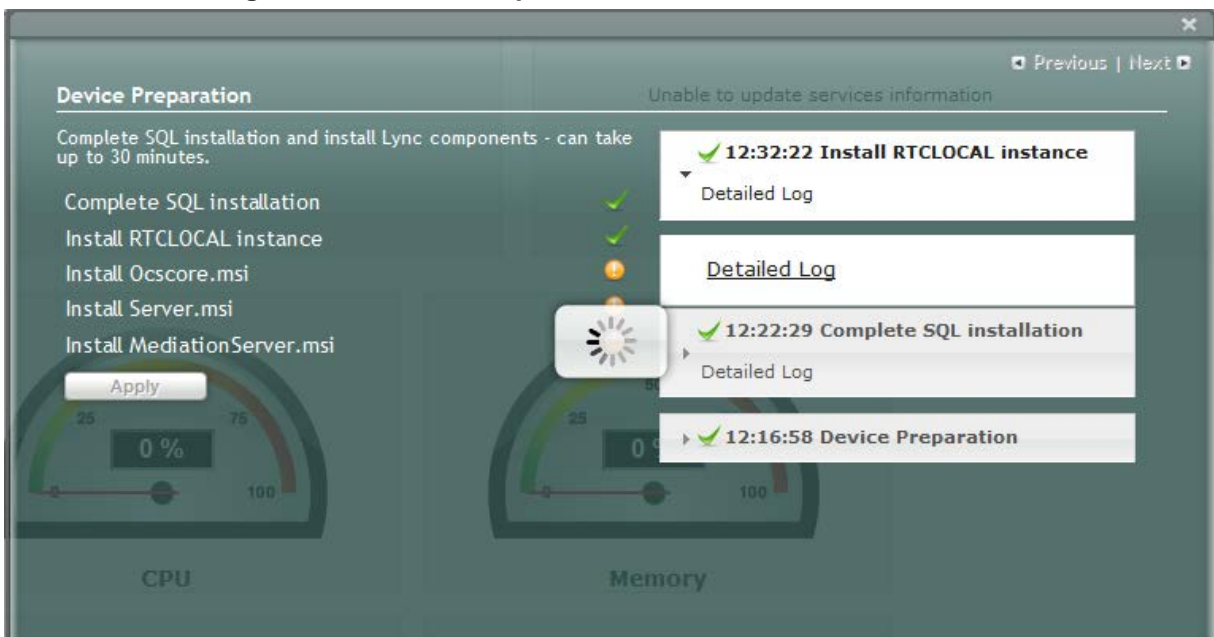 Previous | Next
Device Preparation
Unable to update services information
Complete SQL installation and install Lync components - can take
up to 30 minutes.
Complete SQL installation
Install RTCLOCAL instance
Install Ocscore.msi
Install Server.msi
Install MediationServer.msi
Apply
12:32:22 Install RTCLOCAL instance
Detailed Log
Detailed Log
12:22:29 Complete SQL installation
Detailed Log
12:16:58 Device Preparation
25 75
0 %
0 100
CPU
25 50
0
0 100
Memory